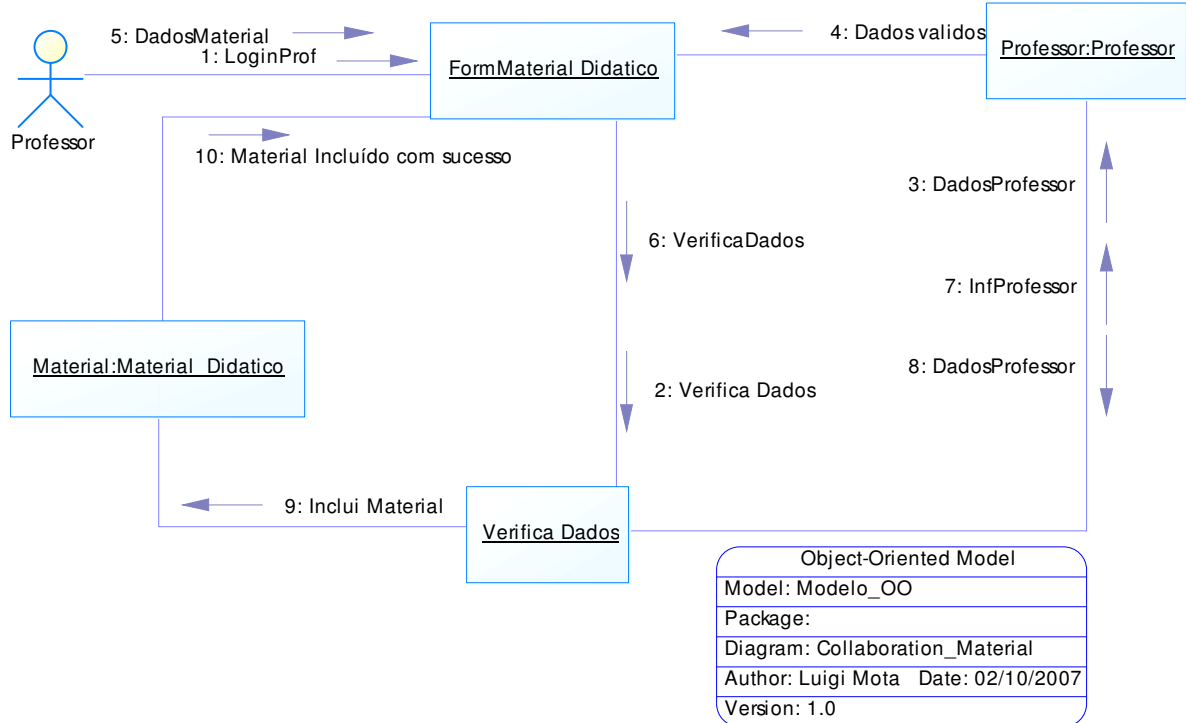 5: DadosMaterial
4: Dados validos
1: LoginProf
Professor:Professor
FormMaterial Didatico
Professor
10: Material Incluído com sucesso
3: DadosProfessor
6: VerificaDados
7: InfProfessor
Material:Material_Didatico
8: DadosProfessor
2: Verifica Dados
9: Inclui Material
Verifica Dados
Object-Oriented Model
Model: Modelo_OO
Package:
Diagram: Collaboration_Material
Author: Luigi Mota Date: 02/10/2007
Version: 1.0